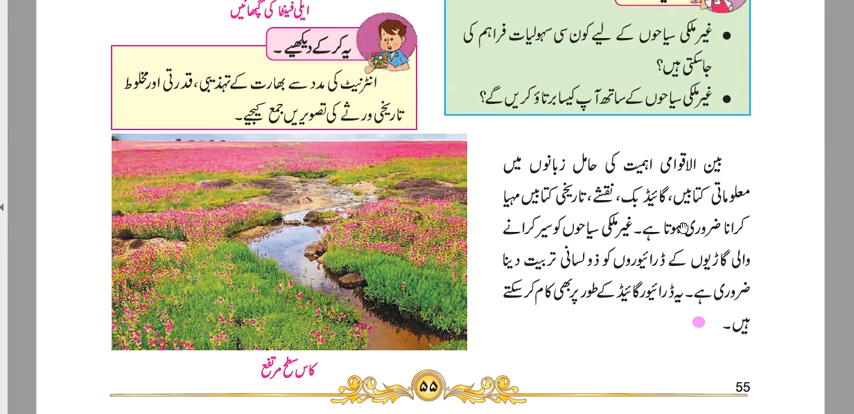 غیر ملکی سیاحوں کے لیے کون سی سہولیات فراہم کی
جاسکتی ہیں؟
غیر ملکی سیاحوں کے ساتھ آپ کیسا برتاؤ کریں گے؟
ایلی فینٹا کی گپھائیں
یہ کر کے دیکھیے۔
انٹرنیٹ کی مدد سے بھارت کے تہذیبی، قدرتی اور مخلوط
تاریخی ورثے کی تصویریں جمع کیجیے۔
بین الاقوامی اہمیت کی حامل زبانوں میں
معلوماتی کتابیں، گائیڈ بک، نقشے، تاریخی کتابیں مہیا
کرانا ضروری ہوتا ہے۔ غیر ملکی سیاحوں کو سیر کرانے
والی گاڑیوں کے ڈرائیوروں کو ذولسانی تربیت دینا
ضروری ہے۔ یہ ڈرائیور گائیڈ کے طور پر بھی کام کر سکتے
ہیں۔
کاس سطح مرتفع
۵۵
55